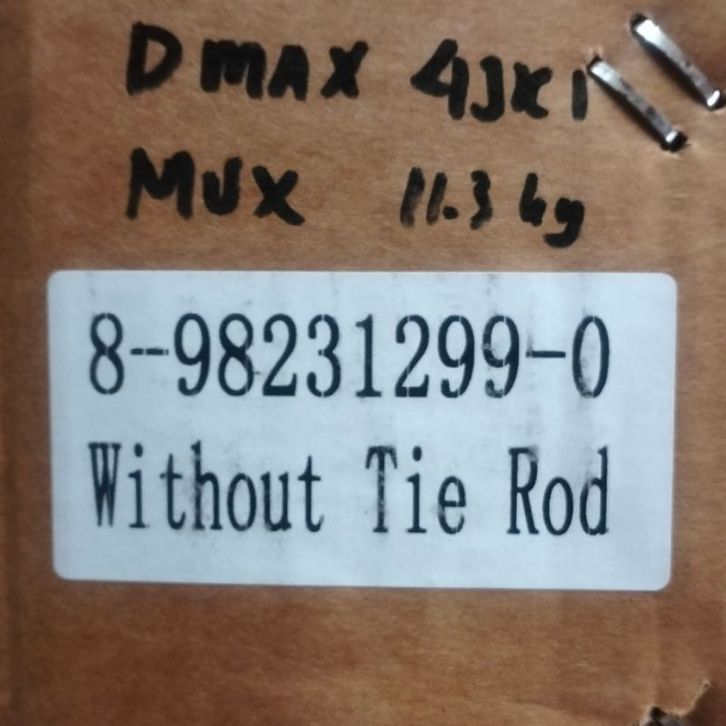 DMAX 4JK1
MUX 11.3 kg
8-98231299-0
Without Tie Rod